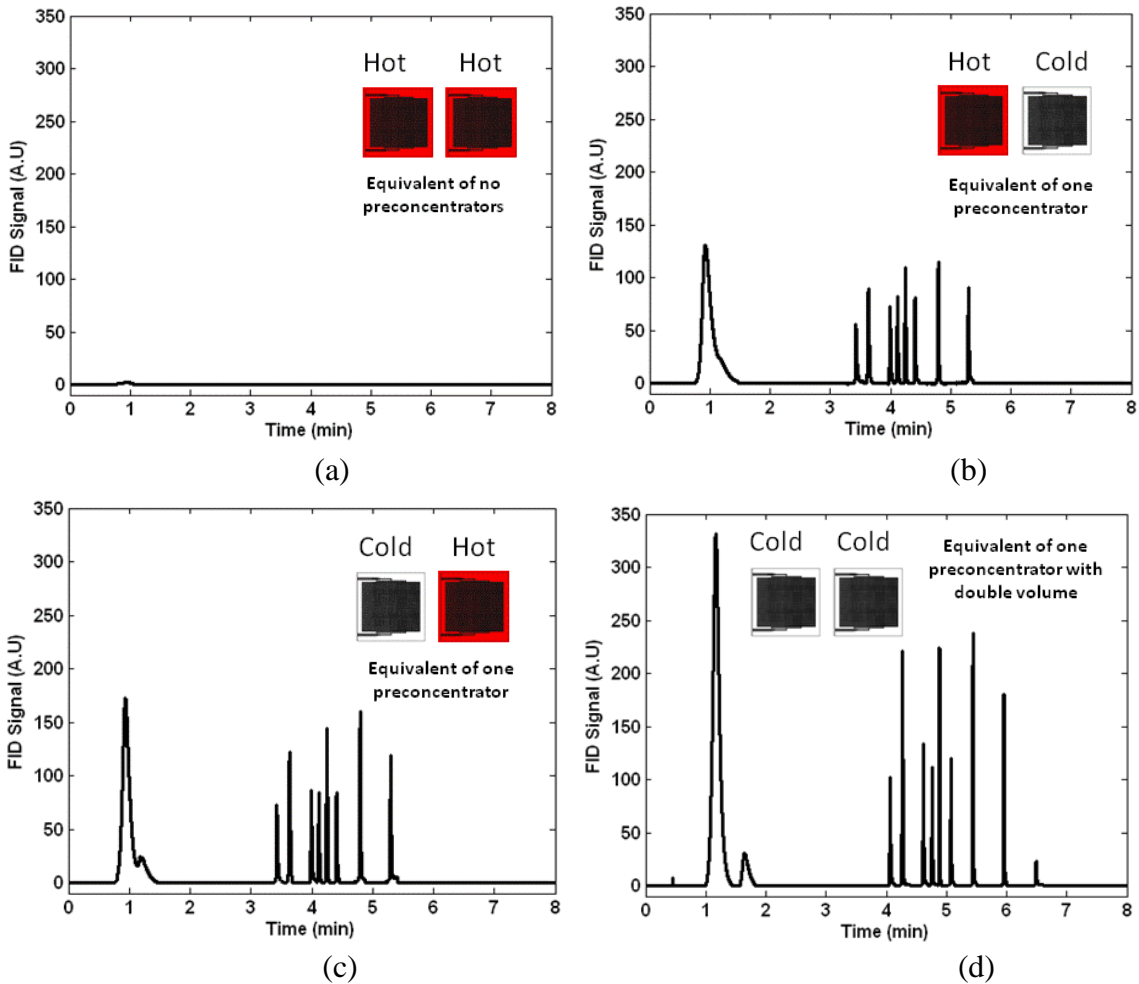 350
300
250
200
150
100
50
0
FID Signal (A.U)
Hot Hot
Equivalent of no
preconcentrators
0 1 2 3 4 5 6 7 8
Time (min)
(a)
350
300
250
200
150
100
50
0
FID Signal (A.U)
Hot Cold
Equivalent of one
preconcentrator
0 1 2 3 4 5 6 7 8
Time (min)
(b)
350
300
250
200
150
100
50
0
FID Signal (A.U)
Cold Hot
Equivalent of one
preconcentrator
0 1 2 3 4 5 6 7 8
Time (min)
(c)
350
300
250
200
150
100
50
0
FID Signal (A.U)
Cold Cold
Equivalent of one
preconcentrator with
double volume
0 1 2 3 4 5 6 7 8
Time (min)
(d)